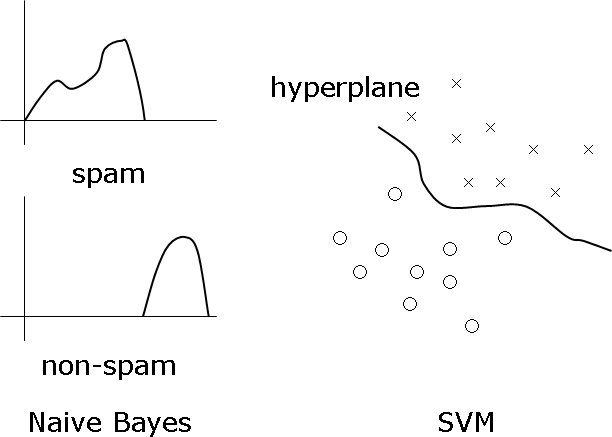 spam
non-spam
Naive Bayes
hyperplane
SVM